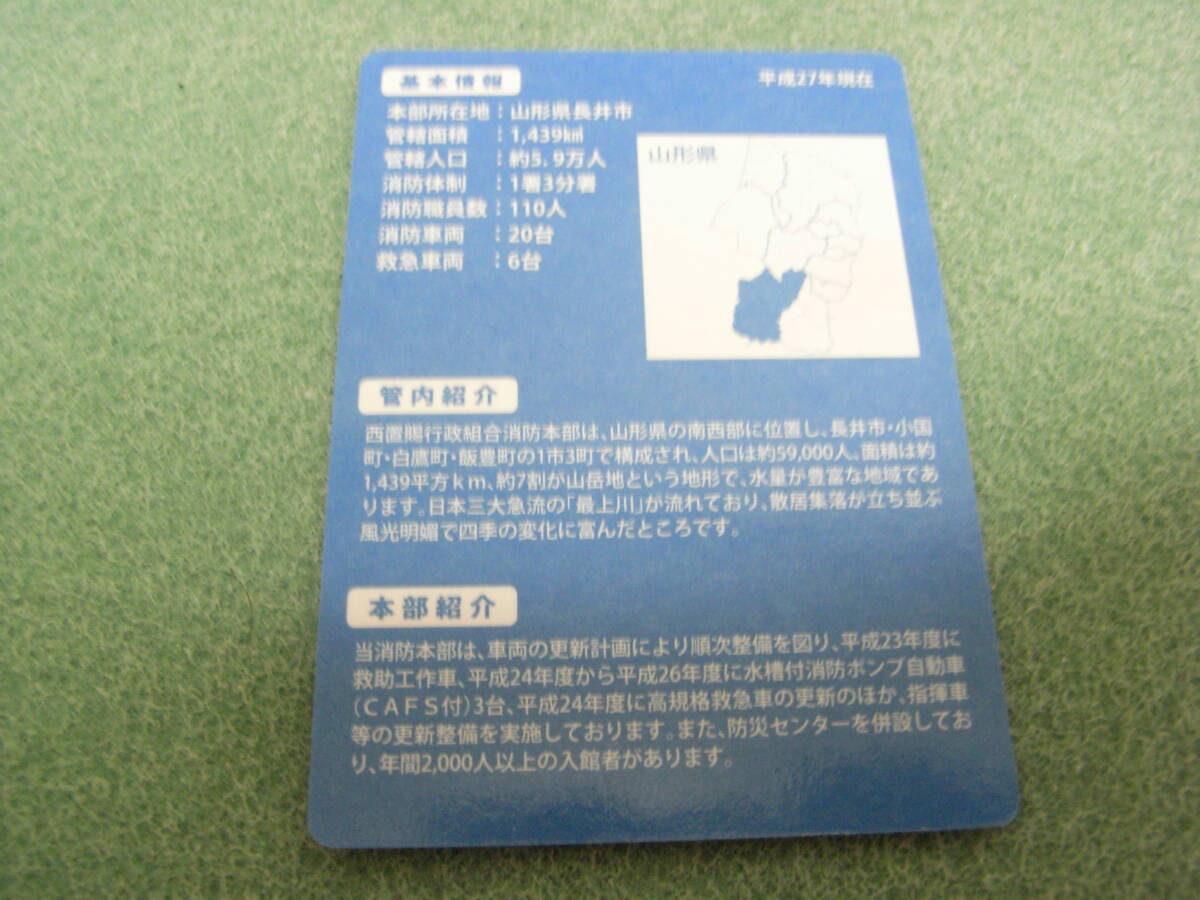 基本情報
平成27年現在
本部所在地：山形県長井市
管轄面積：1,439㎢
管轄人口：約5.9万人
消防体制：1署3分署
消防職員数：110人
消防車両：20台
救急車両：6台
山形県
管内紹介
西置賜行政組合消防本部は、山形県の南西部に位置し、長井市・小国
町・白鷹町・飯豊町の1市3町で構成され、人口は約59,000人、面積は約
1,439平方ｋｍ、約7割が山岳地という地形で、水量が豊富な地域であ
ります。日本三大急流の「最上川」が流れており、散居集落が立ち並ぶ
風光明媚で四季の変化に富んだところです。
本部紹介
当消防本部は、車両の更新計画により順次整備を図り、平成23年度に
救助工作車、平成24年度から平成26年度に水槽付消防ポンプ自動車
（ＣＡＦＳ付）3台、平成24年度に高規格救急車の更新のほか、指揮車
等の更新整備を実施しております。また、防災センターを併設してお
り、年間2,000人以上の入館者があります。